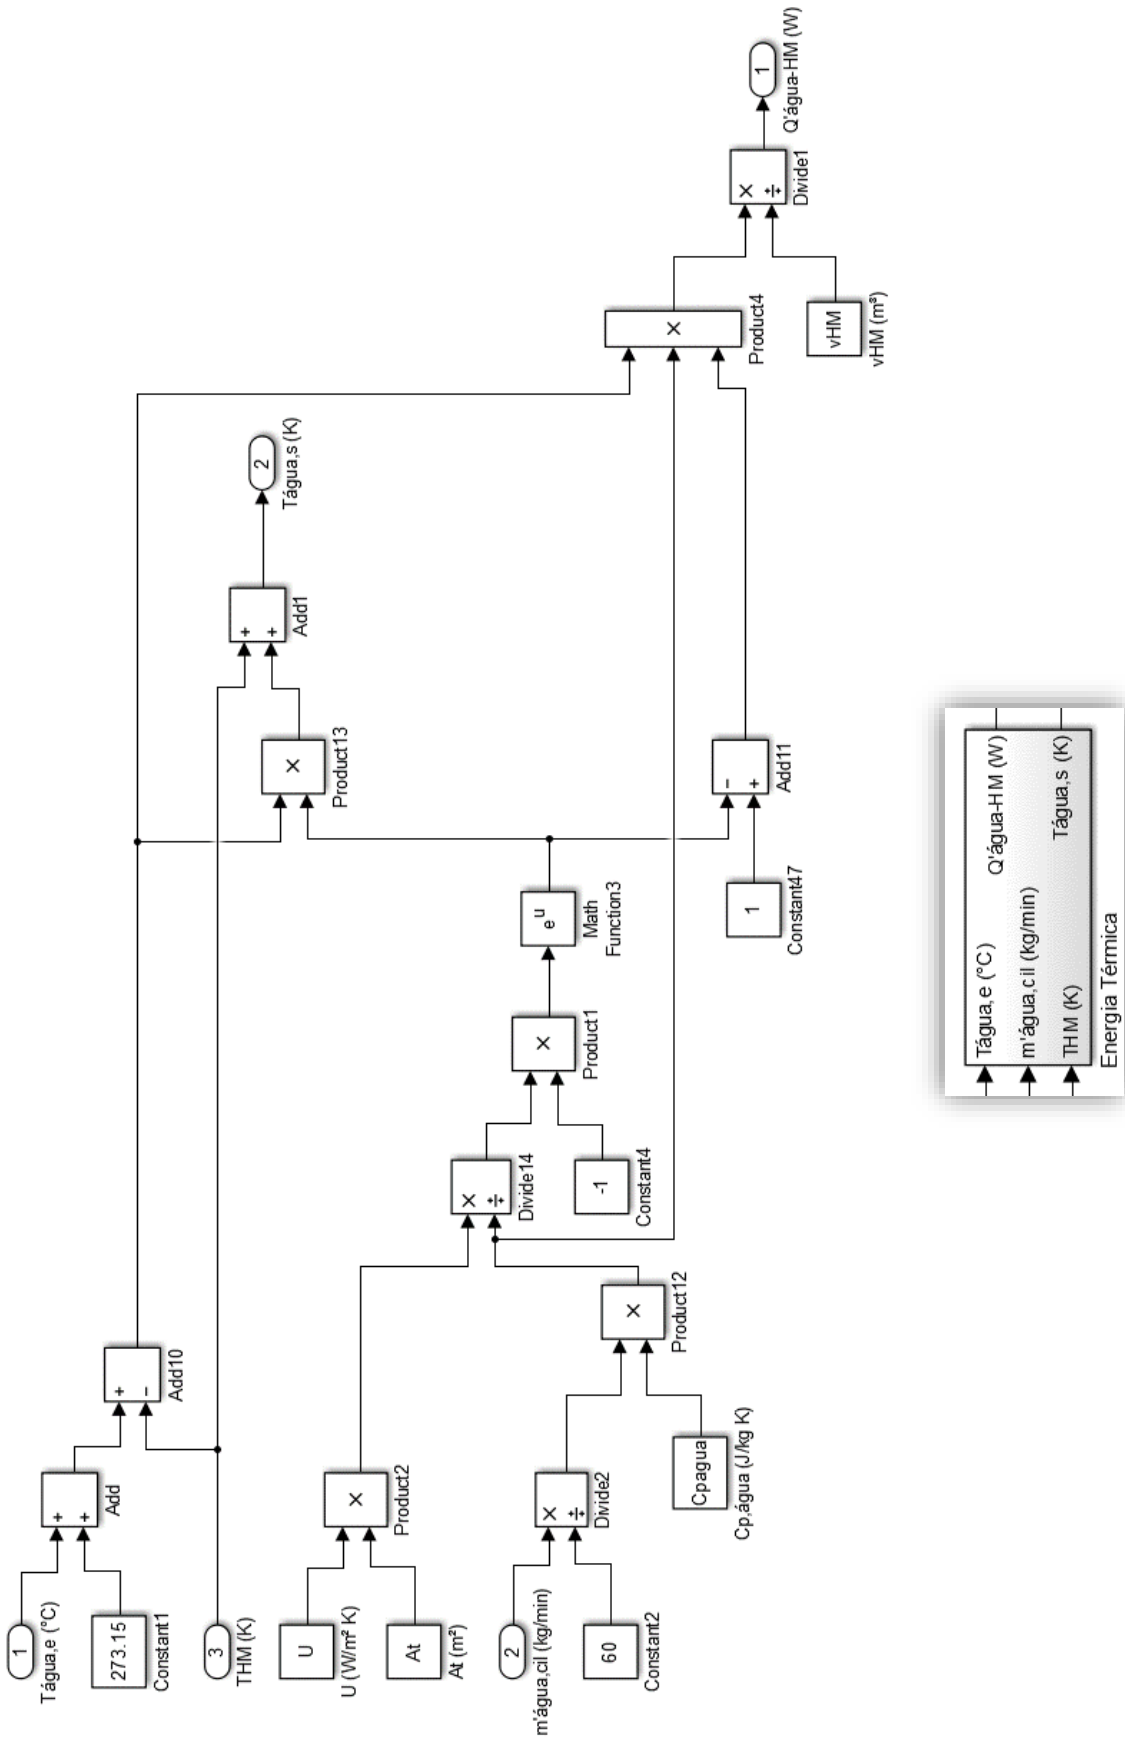 1
Tágua,e (°C)
+
+
Add
273.15
Constant1
+
−
Add10
3
THM (K)
U
U (W/m² K)
At
At (m²)
×
Product2
2
m'água,cil (kg/min)
60
Constant2
×
÷
Divide2
Cpagua
Cp,água (J/kg K)
×
Product12
×
÷
Divide14
-1
Constant4
×
Product1
e^u
Math
Function3
×
Product13
+
+
Add1
2
Tágua,s (K)
1
Constant47
−
+
Add11
×
Product4
vHM
vHM (m³)
×
÷
Divide1
1
Q'água-HM (W)
Tágua,e (°C)
m'água,cil (kg/min)
THM (K)
Q'água-HM (W)
Tágua,s (K)
Energia Térmica